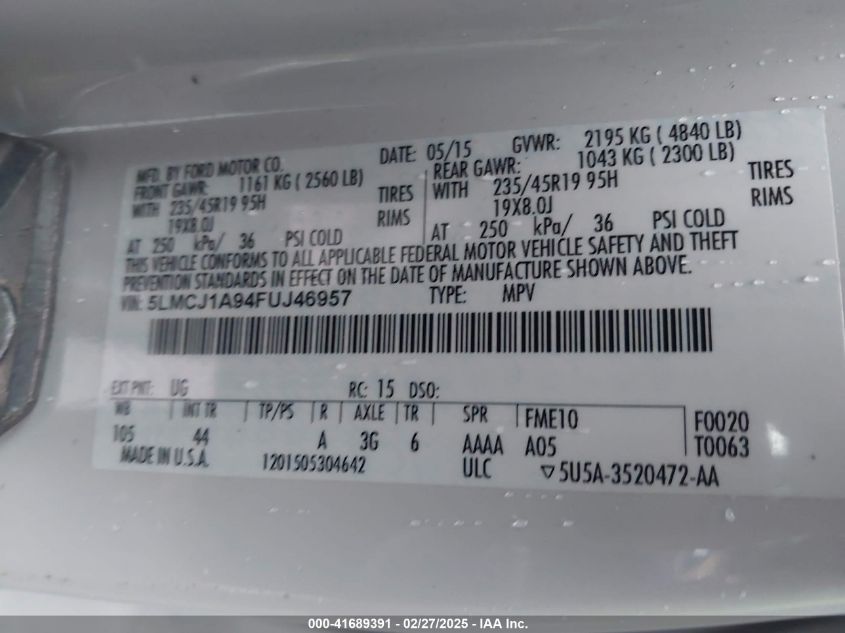 MFD. BY FORD MOTOR CO.
DATE: 05/15 GVWR: 2195 KG ( 4840 LB)
FRONT GAWR: 1161 KG ( 2560 LB)
REAR GAWR: 1043 KG ( 2300 LB)
WITH 235/45R19 95H TIRES
WITH 235/45R19 95H TIRES
19X8.0J RIMS
19X8.0J RIMS
AT 250 kPa/ 36 PSI COLD
AT 250 kPa/ 36 PSI COLD
THIS VEHICLE CONFORMS TO ALL APPLICABLE FEDERAL MOTOR VEHICLE SAFETY AND THEFT
PREVENTION STANDARDS IN EFFECT ON THE DATE OF MANUFACTURE SHOWN ABOVE.
VIN: 5LMCJ1A94FUJ46957 TYPE: MPV
EXT PNT: UG RC: 15 DSO:
WB INT TR TP/PS R AXLE TR SPR FME10 F0020
105 44 A 3G 6 AAAA A05 T0063
MADE IN U.S.A. 1201505304642 ULC ▽5U5A-3520472-AA
000-41689391 - 02/27/2025 - IAA Inc.